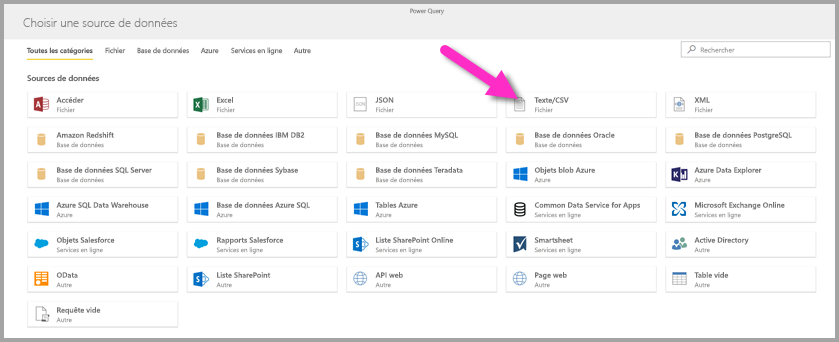 Power Query
Choisir une source de données
Toutes les catégories Fichier Base de données Azure Services en ligne Autre
Rechercher
Sources de données
Accéder
Fichier
Excel
Fichier
JSON
JSON
Fichier
Texte/CSV
Fichier
XML
Fichier
Amazon Redshift
Base de données
Base de données IBM DB2
Base de données
Base de données MySQL
Base de données
Base de données Oracle
Base de données
Base de données PostgreSQL
Base de données
Base de données SQL Server
Base de données
Base de données Sybase
Base de données
Base de données Teradata
Base de données
Objets blob Azure
Azure
Azure Data Explorer
Azure
Azure SQL Data Warehouse
Azure
Base de données Azure SQL
Azure
Tables Azure
Azure
Common Data Service for Apps
Services en ligne
Microsoft Exchange Online
Services en ligne
Objets Salesforce
Services en ligne
Rapports Salesforce
Services en ligne
Liste SharePoint Online
Services en ligne
Smartsheet
Services en ligne
Active Directory
Autre
OData
Autre
Liste SharePoint
Autre
API web
Autre
Page web
Autre
Table vide
Autre
Requête vide
Autre